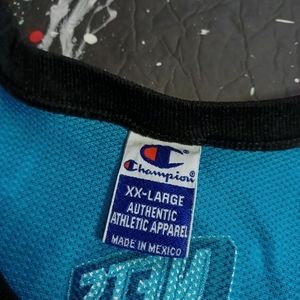 Champion
XX-LARGE
AUTHENTIC
ATHLETIC APPAREL
MADE IN MEXICO